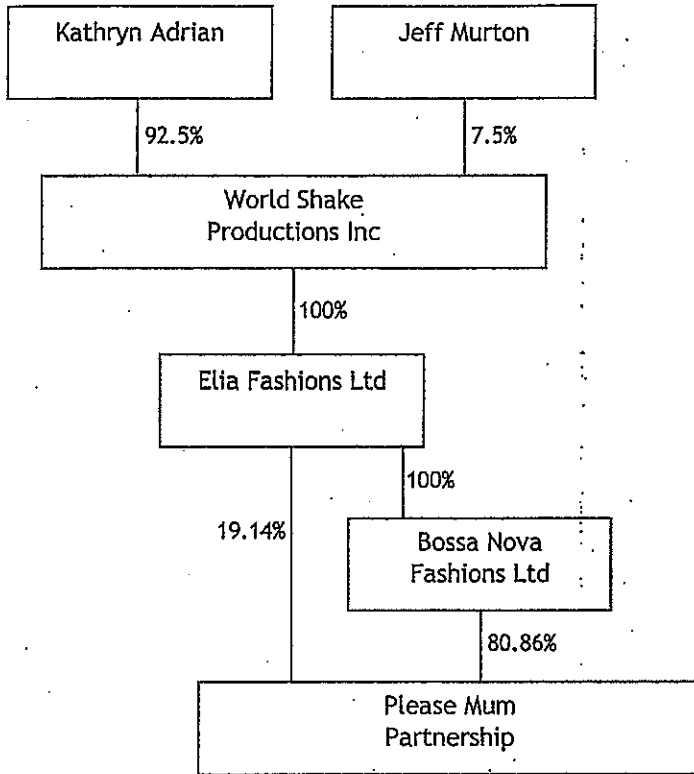 Kathryn Adrian
Jeff Murton
92.5%
7.5%
World Shake
Productions Inc
100%
Elia Fashions Ltd
100%
19.14%
Bossa Nova
Fashions Ltd
80.86%
Please Mum
Partnership